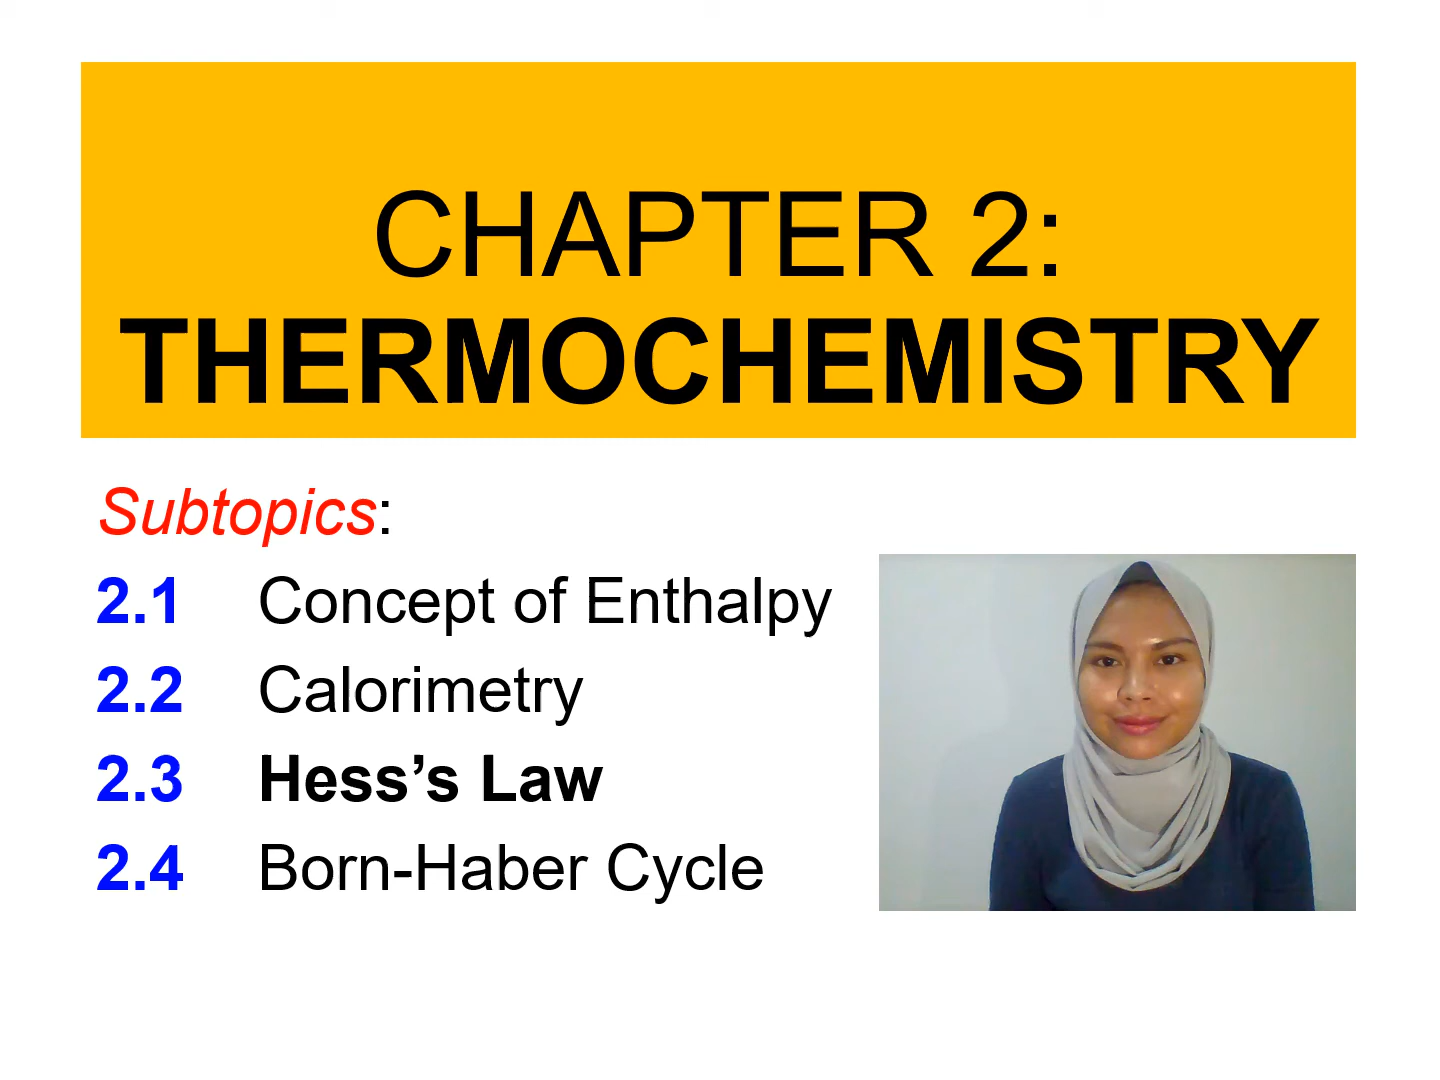 CHAPTER 2:
THERMOCHEMISTRY
Subtopics:
2.1 Concept of Enthalpy
2.2 Calorimetry
2.3 Hess’s Law
2.4 Born-Haber Cycle